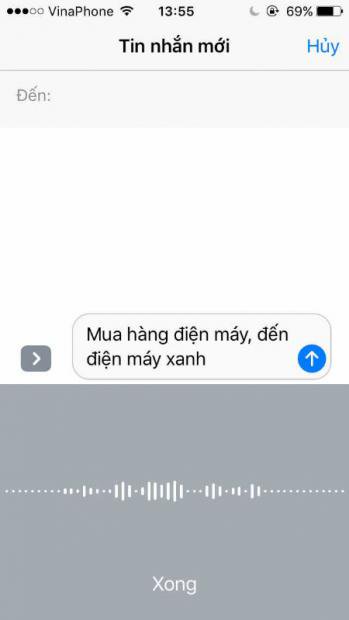 VinaPhone 13:55 69%
Tin nhắn mới Hủy
Đến:
Mua hàng điện máy, đến
điện máy xanh
Xong